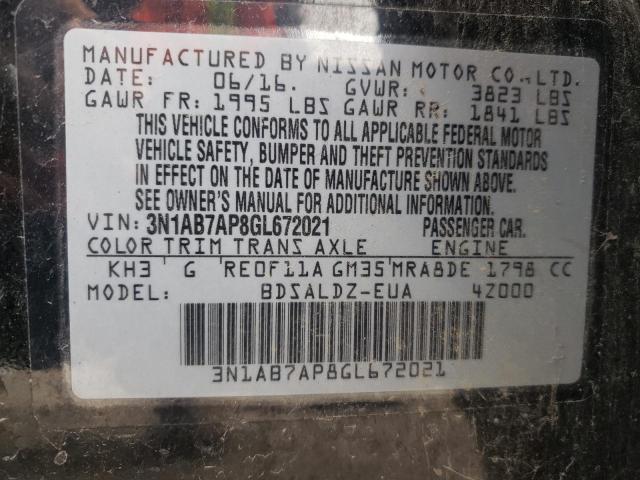 MANUFACTURED BY NISSAN MOTOR CO., LTD.
DATE: 06/16. GVWR: 3823 LBS
GAWR FR: 1995 LBS GAWR RR: 1841 LBS
THIS VEHICLE CONFORMS TO ALL APPLICABLE FEDERAL MOTOR
VEHICLE SAFETY, BUMPER AND THEFT PREVENTION STANDARDS
IN EFFECT ON THE DATE OF MANUFACTURE SHOWN ABOVE.
SEE OWNER'S MANUAL FOR ADDITIONAL INFORMATION.
VIN: 3N1AB7AP8GL672021 PASSENGER CAR.
COLOR TRIM TRANS AXLE ENGINE
KH3 G RE0F11A GM35 MRA8DE 1798 CC
MODEL: BDSALDZ-EUA 4Z000
3N1AB7AP8GL672021